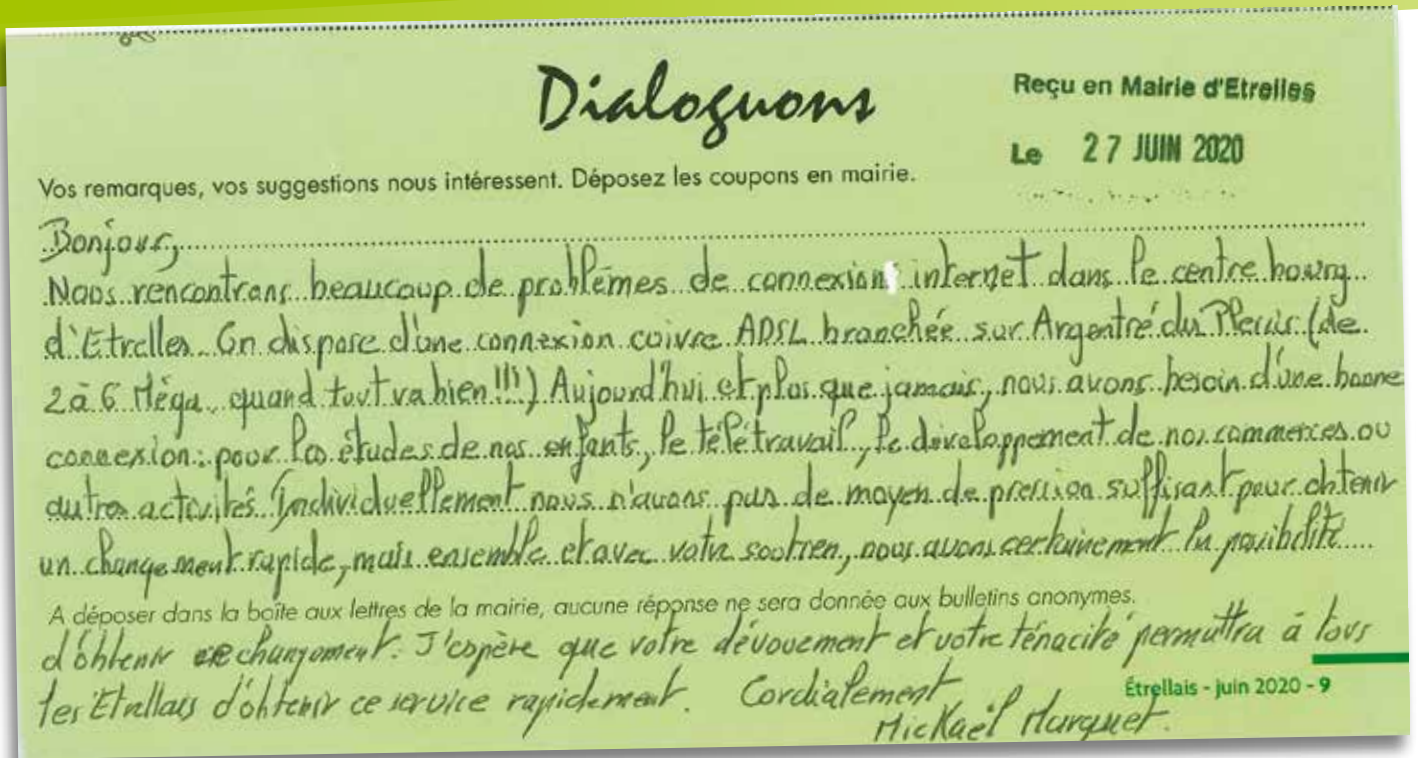 Dialoguons
Reçu en Mairie d'Etrelles
Le 27 JUIN 2020
Vos remarques, vos suggestions nous intéressent. Déposez les coupons en mairie.
Bonjour,
Nous rencontrons beaucoup de problèmes de connexion internet dans le centre bourg
d'Etrelles. On dispose d'une connexion cuivre ADSL branchée sur Argentré du Plessis (de
2 à 6 Méga, quand tout va bien!!!) Aujourd'hui et plus que jamais, nous avons besoin d'une bonne
connexion: pour les études de nos enfants, le télétravail, le développement de nos commerces ou
autres activités. Individuellement nous n'avons pas de moyen de pression suffisant pour obtenir
un changement rapide, mais ensemble et avec votre soutien, nous avons certainement la possibilité
A déposer dans la boîte aux lettres de la mairie, aucune réponse ne sera donnée aux bulletins anonymes.
d'obtenir ce changement. J'espère que votre dévouement et votre ténacité permettra à tous
les Etrellais d'obtenir ce service rapidement. Cordialement
Étrellais - juin 2020 - 9
Mickaël Marquet.